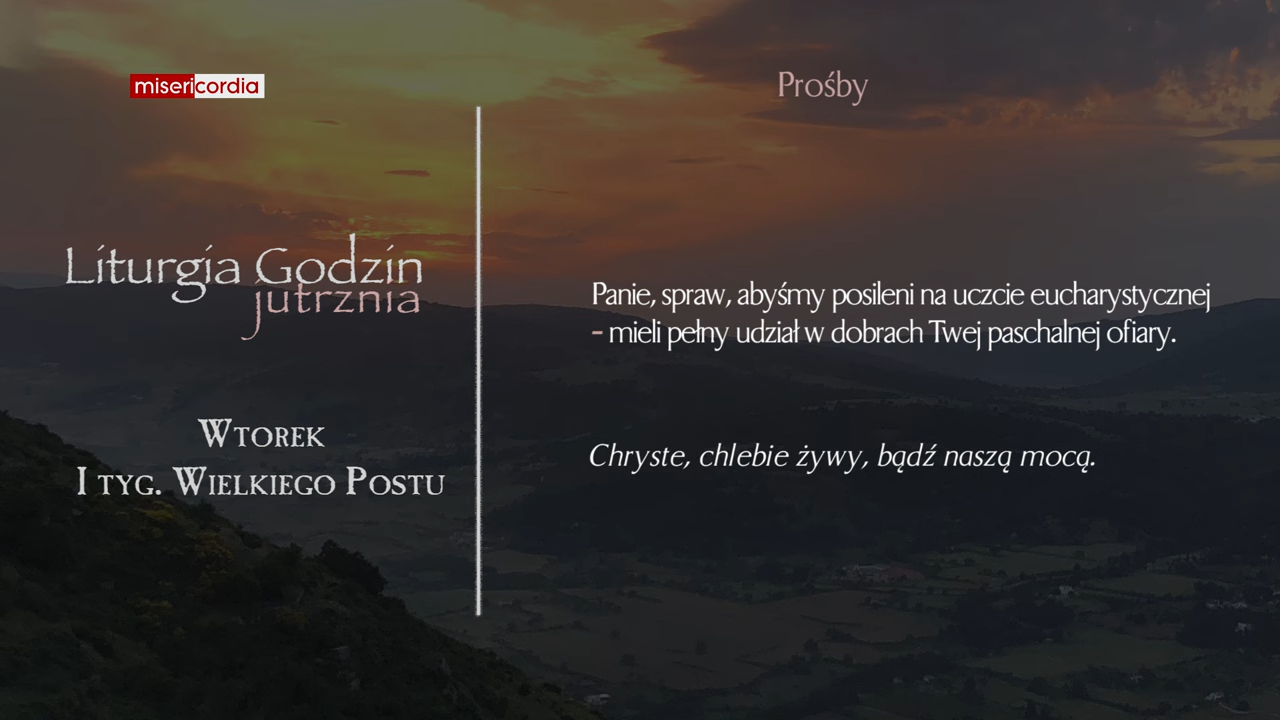 misericordia
Prośby
Liturgia Godzin
jutrznia
Wtorek
I tyg. Wielkiego Postu
Panie, spraw, abyśmy posileni na uczcie eucharystycznej
- mieli pełny udział w dobrach Twej paschalnej ofiary.
Chryste, chlebie żywy, bądź naszą mocą.